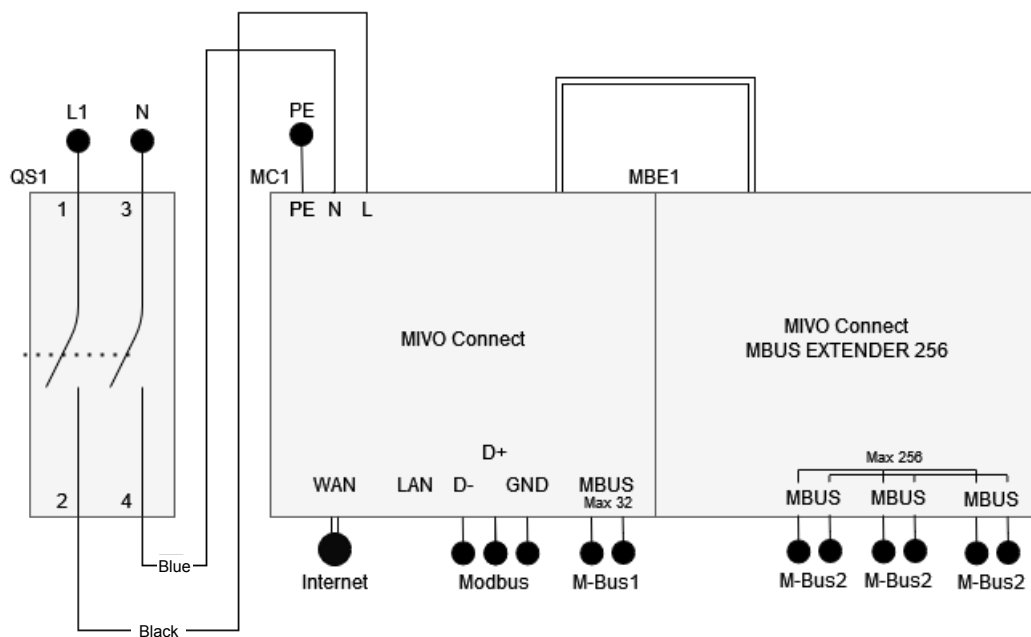 L1
N
PE
QS1
MC1
MBE1
1
3
PE
N
L
MIVO Connect
MIVO Connect
MBUS EXTENDER 256
D+
Max 256
WAN
LAN
D-
GND
MBUS
Max 32
MBUS
MBUS
MBUS
2
4
Internet
Modbus
M-Bus1
M-Bus2
M-Bus2
M-Bus2
Blue
Black